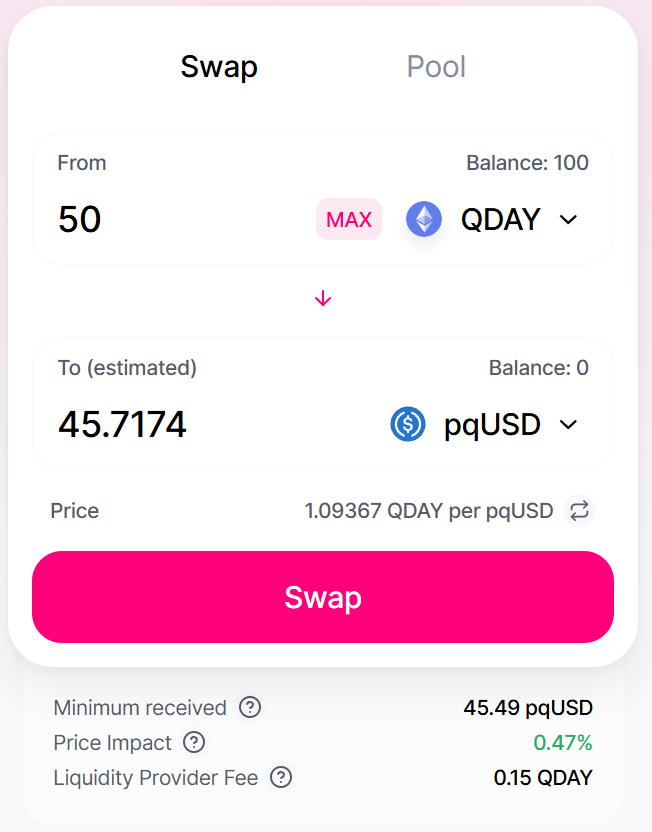 Swap Pool
From Balance: 100
50 MAX QDAY
To (estimated) Balance: 0
45.7174 pqUSD
Price 1.09367 QDAY per pqUSD
Swap
Minimum received ? 45.49 pqUSD
Price Impact ? 0.47%
Liquidity Provider Fee ? 0.15 QDAY